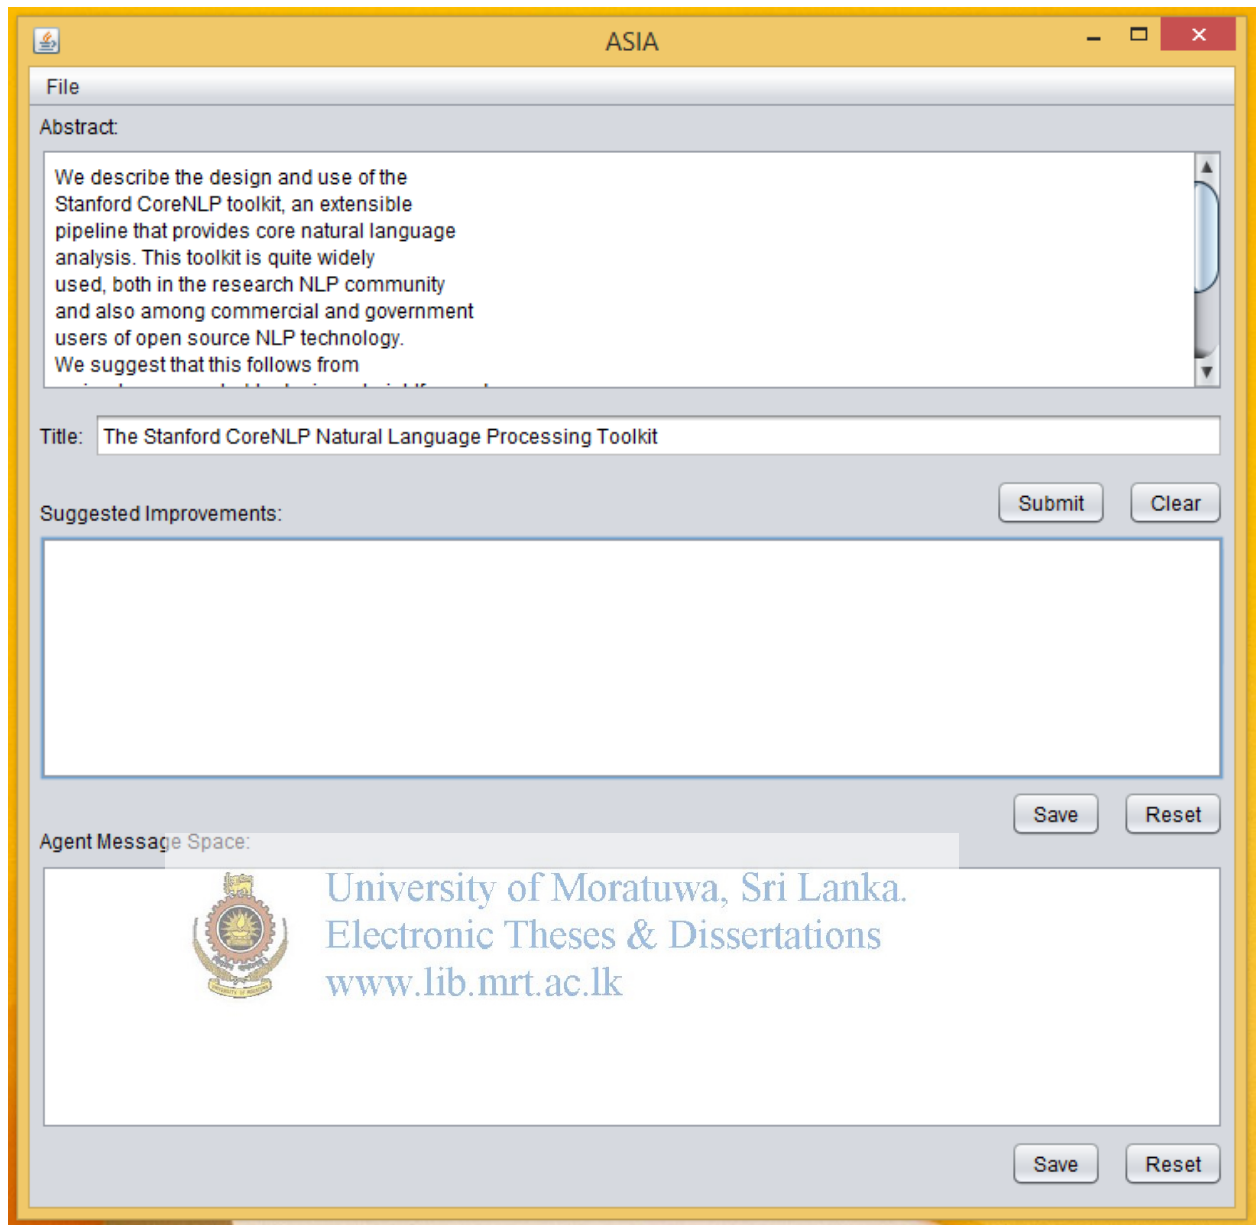 ASIA
File
Abstract:
We describe the design and use of the
Stanford CoreNLP toolkit, an extensible
pipeline that provides core natural language
analysis. This toolkit is quite widely
used, both in the research NLP community
and also among commercial and government
users of open source NLP technology.
We suggest that this follows from
Title: The Stanford CoreNLP Natural Language Processing Toolkit
Submit Clear
Suggested Improvements:
Save Reset
Agent Message Space:
University of Moratuwa, Sri Lanka.
Electronic Theses & Dissertations
www.lib.mrt.ac.lk
Save Reset